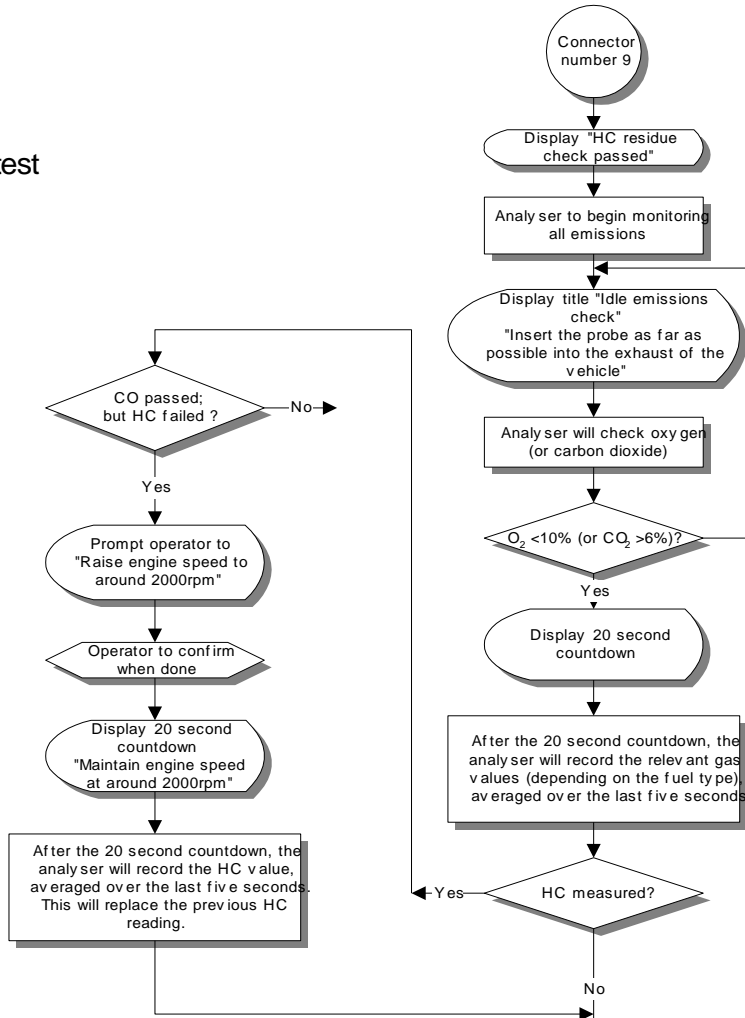 test
Connector
number 9
Display "HC residue
check passed"
Analyser to begin monitoring
all emissions
Display title "Idle emissions
check"
"Insert the probe as far as
possible into the exhaust of the
vehicle"
Analyser will check oxygen
(or carbon dioxide)
O2 <10% (or CO2 >6%)?
Yes
Display 20 second
countdown
After the 20 second countdown, the
analyser will record the relevant gas
values (depending on the fuel type),
averaged over the last five seconds
HC measured?
Yes
No
CO passed;
but HC failed ?
No
Yes
Prompt operator to
"Raise engine speed to
around 2000rpm"
Operator to confirm
when done
Display 20 second
countdown
"Maintain engine speed
at around 2000rpm"
After the 20 second countdown, the
analyser will record the HC value,
averaged over the last five seconds.
This will replace the previous HC
reading.